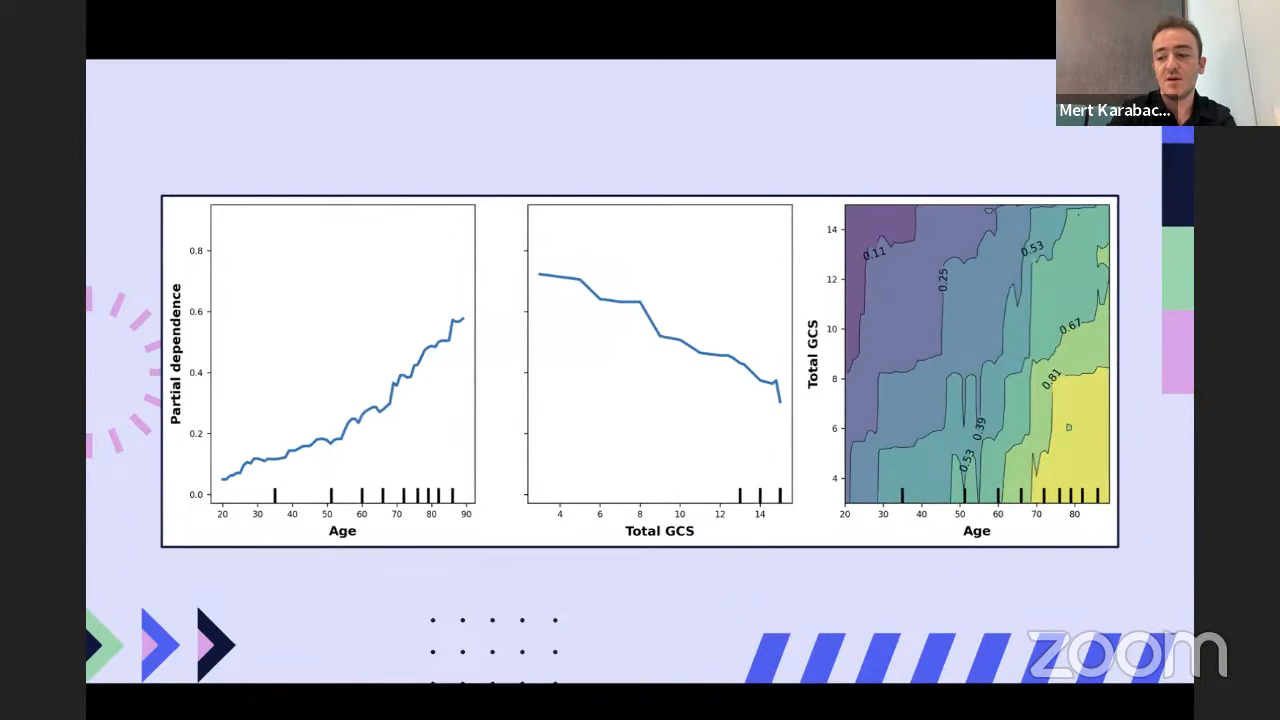 Mert Karabac...
Partial dependence
0.8
0.6
0.4
0.2
0.0
20 30 40 50 60 70 80 90
Age
4 6 8 10 12 14
Total GCS
Total GCS
14
12
10
8
6
4
0.11
0.25
0.53
0.67
0.81
0.39
0.53
20 30 40 50 60 70 80
Age
zoom